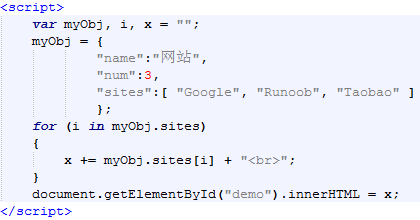 <script>
var myObj, i, x = "";
myObj = {
"name":"网站",
"num":3,
"sites":[ "Google", "Runoob", "Taobao" ]
};
for (i in myObj.sites)
{
x += myObj.sites[i] + "<br>";
}
document.getElementById("demo").innerHTML = x;
</script>